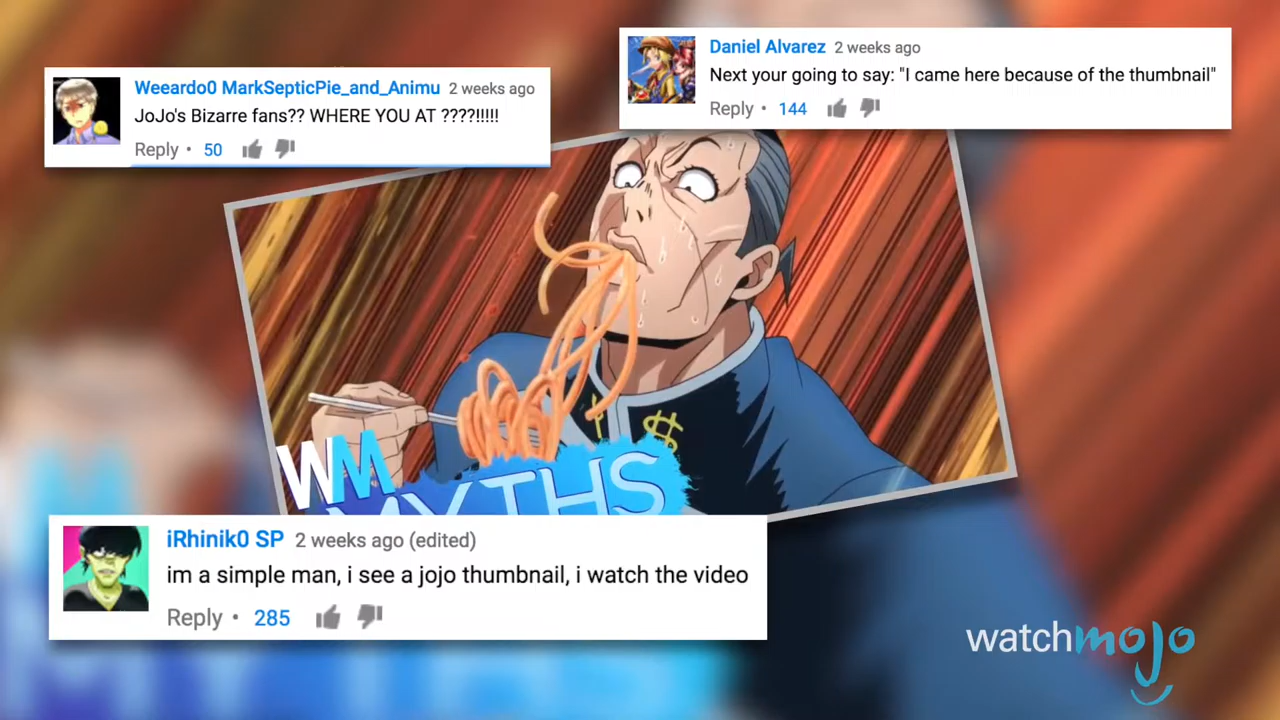 Weeardo0 MarkSepticPie_and_Animu 2 weeks ago
JoJo's Bizarre fans?? WHERE YOU AT ????!!!!!
Reply • 50
Daniel Alvarez 2 weeks ago
Next your going to say: "I came here because of the thumbnail"
Reply • 144
$
WM
MYTHS
iRhinik0 SP 2 weeks ago (edited)
im a simple man, i see a jojo thumbnail, i watch the video
Reply • 285
watchmojo